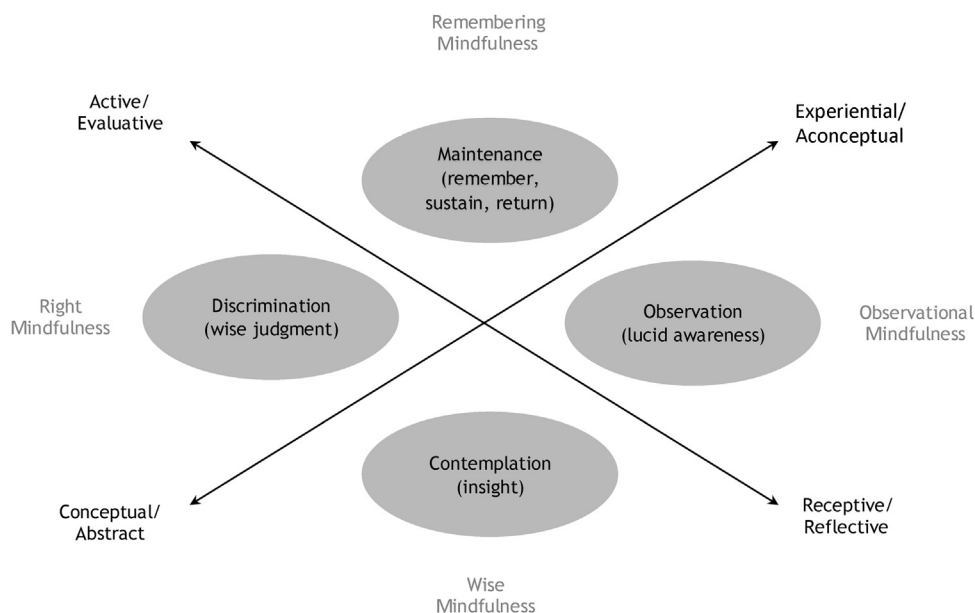 Remembering
Mindfulness
Active/
Evaluative
Experiential/
Aconceptual
Maintenance
(remember,
sustain, return)
Right
Mindfulness
Discrimination
(wise judgment)
Observation
(lucid awareness)
Observational
Mindfulness
Contemplation
(insight)
Conceptual/
Abstract
Receptive/
Reflective
Wise
Mindfulness